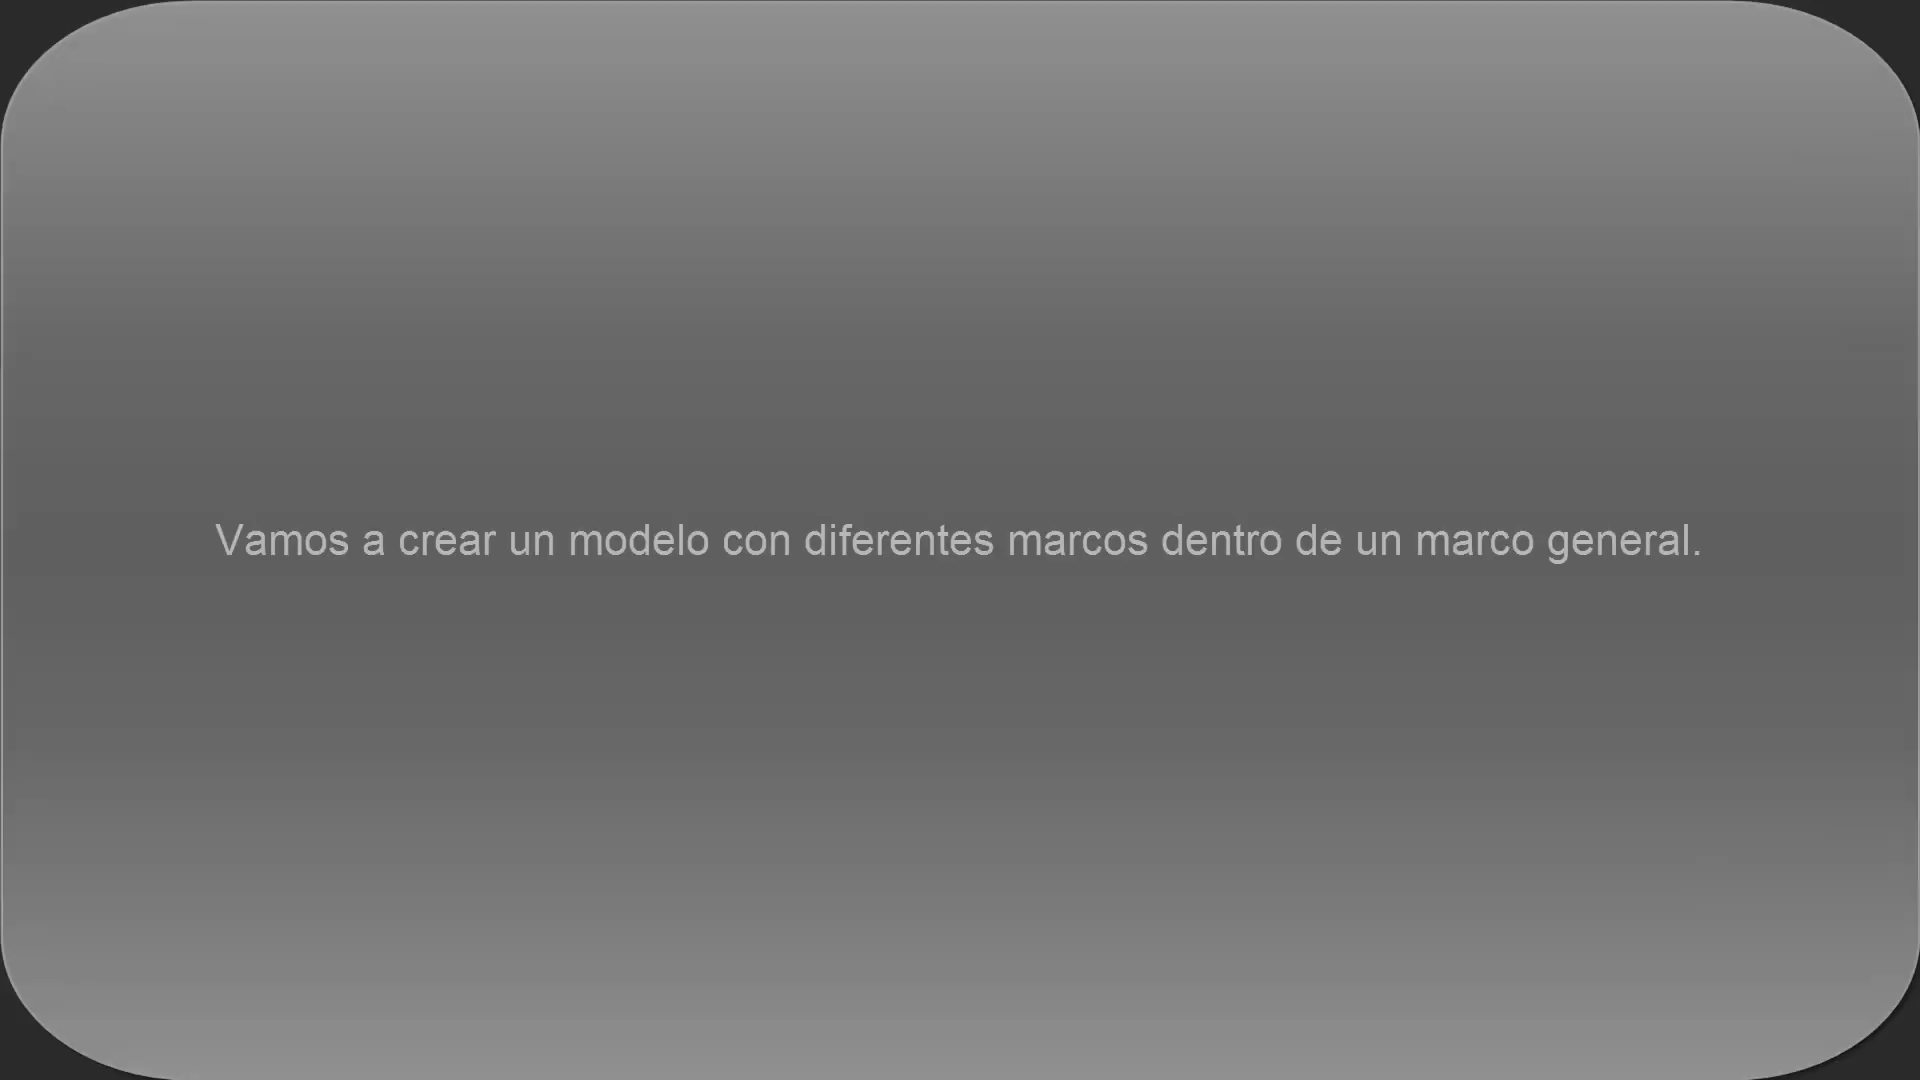 Vamos a crear un modelo con diferentes marcos dentro de un marco general.